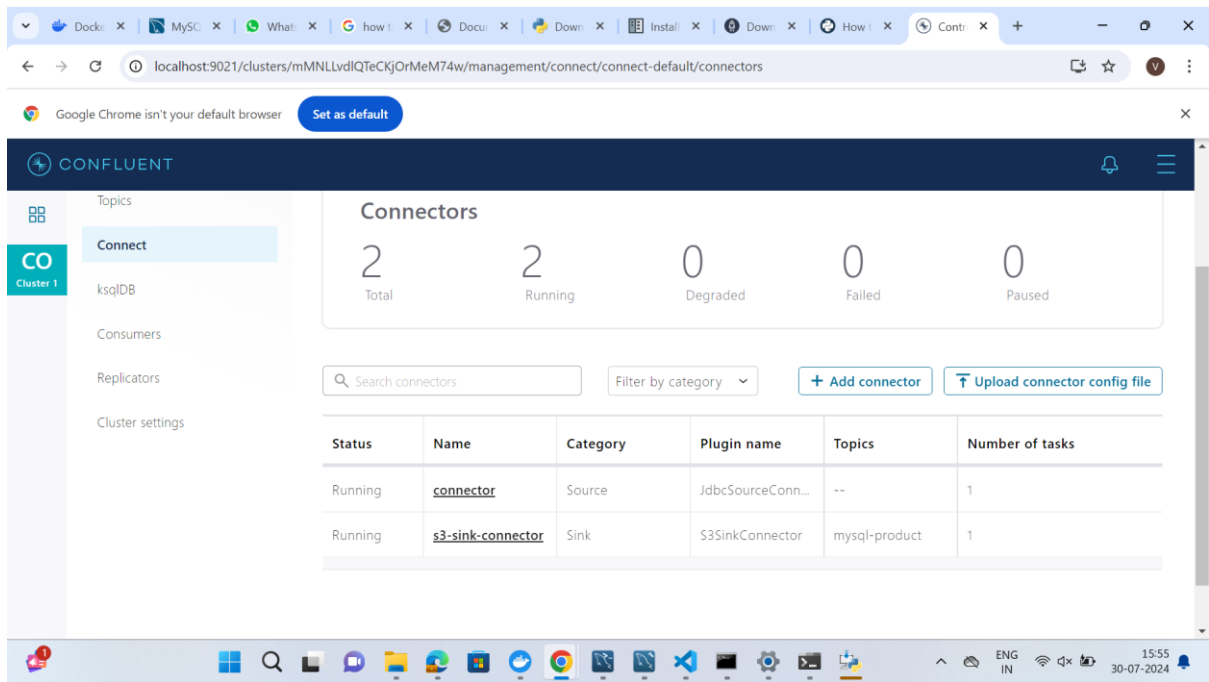 Docke
MySQ
Whats
how t
Docur
Down
Install
Down
How t
Contr
localhost:9021/clusters/mMNLLvdlQTeCKjOrMeM74w/management/connect/connect-default/connectors
V
Google Chrome isn't your default browser
Set as default
CONFLUENT
CO
Cluster 1
Topics
Connect
ksqlDB
Consumers
Replicators
Cluster settings
Connectors
2 2 0 0 0
Total Running Degraded Failed Paused
Search connectors Filter by category + Add connector Upload connector config file
Status Name Category Plugin name Topics Number of tasks
Running connector Source JdbcSourceConn... -- 1
Running s3-sink-connector Sink S3SinkConnector mysql-product 1
1
ENG
IN
15:55
30-07-2024